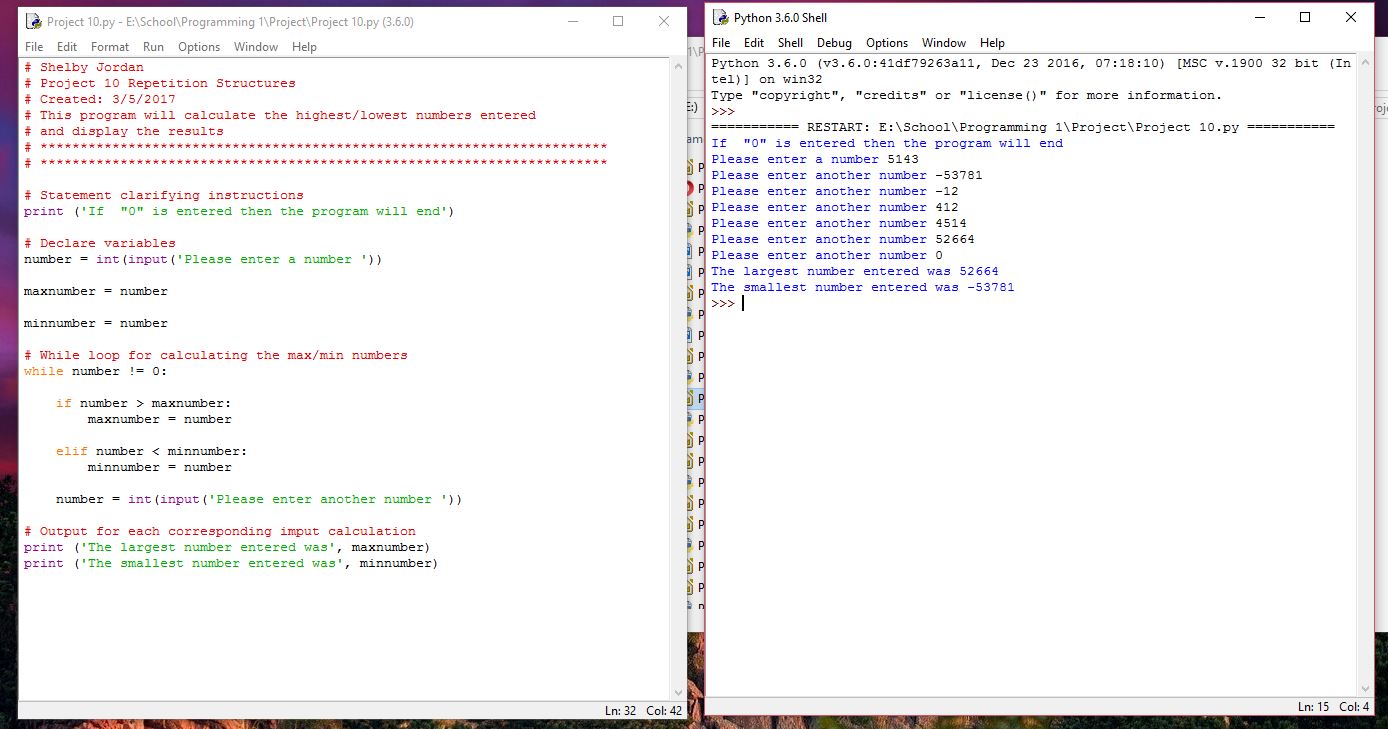 Project 10.py - E:\School\Programming 1\Project\Project 10.py (3.6.0)
File Edit Format Run Options Window Help
# Shelby Jordan
# Project 10 Repetition Structures
# Created: 3/5/2017
# This program will calculate the highest/lowest numbers entered
# and display the results
# ***********************************************************************
# ***********************************************************************
# Statement clarifying instructions
print ('If  "0" is entered then the program will end')
# Declare variables
number = int(input('Please enter a number '))
maxnumber = number
minnumber = number
# While loop for calculating the max/min numbers
while number != 0:
    if number > maxnumber:
        maxnumber = number
    elif number < minnumber:
        minnumber = number
    number = int(input('Please enter another number '))
# Output for each corresponding imput calculation
print ('The largest number entered was', maxnumber)
print ('The smallest number entered was', minnumber)
Ln: 32 Col: 42
Python 3.6.0 Shell
File Edit Shell Debug Options Window Help
Python 3.6.0 (v3.6.0:41df79263a11, Dec 23 2016, 07:18:10) [MSC v.1900 32 bit (In
tel)] on win32
Type "copyright", "credits" or "license()" for more information.
>>>
=========== RESTART: E:\School\Programming 1\Project\Project 10.py ===========
If  "0" is entered then the program will end
Please enter a number 5143
Please enter another number -53781
Please enter another number -12
Please enter another number 412
Please enter another number 4514
Please enter another number 52664
Please enter another number 0
The largest number entered was 52664
The smallest number entered was -53781
>>>
Ln: 15 Col: 4